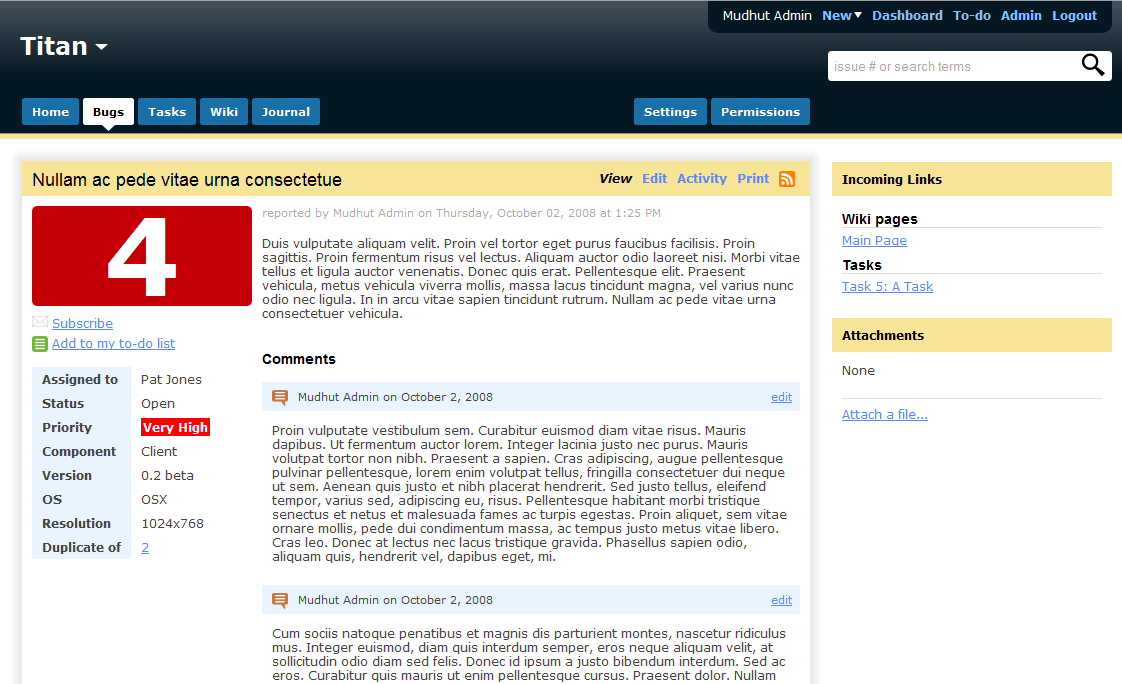 Mudhut Admin New Dashboard To-do Admin Logout
Titan
issue # or search terms
Home Bugs Tasks Wiki Journal Settings Permissions
Nullam ac pede vitae urna consectetue
View Edit Activity Print
4
Subscribe
Add to my to-do list
Assigned to Pat Jones
Status Open
Priority Very High
Component Client
Version 0.2 beta
OS OSX
Resolution 1024x768
Duplicate of 2
reported by Mudhut Admin on Thursday, October 02, 2008 at 1:25 PM
Duis vulputate aliquam velit. Proin vel tortor eget purus faucibus facilisis. Proin
sagittis. Proin fermentum risus vel lectus. Aliquam auctor odio laoreet nisi. Morbi vitae
tellus et ligula auctor venenatis. Donec quis erat. Pellentesque elit. Praesent
vehicula, metus vehicula viverra mollis, massa lacus tincidunt magna, vel varius nunc
odio nec ligula. In in arcu vitae sapien tincidunt rutrum. Nullam ac pede vitae urna
consectetuer vehicula.
Comments
Mudhut Admin on October 2, 2008 edit
Proin vulputate vestibulum sem. Curabitur euismod diam vitae risus. Mauris
dapibus. Ut fermentum auctor lorem. Integer lacinia justo nec purus. Mauris
volutpat tortor non nibh. Praesent a sapien. Cras adipiscing, augue pellentesque
pulvinar pellentesque, lorem enim volutpat tellus, fringilla consectetuer dui neque
ut sem. Aenean quis justo et nibh placerat hendrerit. Sed justo tellus, eleifend
tempor, varius sed, adipiscing eu, risus. Pellentesque habitant morbi tristique
senectus et netus et malesuada fames ac turpis egestas. Proin aliquet, sem vitae
ornare mollis, pede dui condimentum massa, ac tempus justo metus vitae libero.
Cras leo. Donec at lectus nec lacus tristique gravida. Phasellus sapien odio,
aliquam quis, hendrerit vel, dapibus eget, mi.
Mudhut Admin on October 2, 2008 edit
Cum sociis natoque penatibus et magnis dis parturient montes, nascetur ridiculus
mus. Integer euismod, diam quis interdum semper, eros neque aliquam velit, at
sollicitudin odio diam sed felis. Donec id ipsum a justo bibendum interdum. Sed ac
eros. Curabitur quis mauris ut enim pellentesque cursus. Praesent dolor. Nullam
Incoming Links
Wiki pages
Main Page
Tasks
Task 5: A Task
Attachments
None
Attach a file...